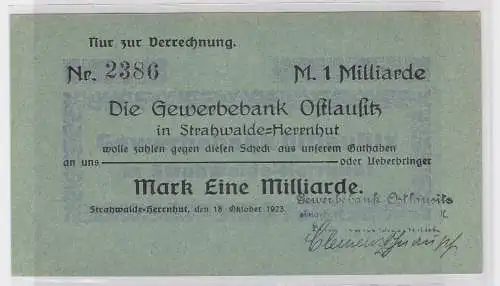 Nur zur Verrechnung.
Nr. 2386 M. 1 Milliarde
Die Gewerbebank Ostlausitz
in Strahwalde=Herrnhut
wolle zahlen gegen diesen Scheck aus unserem Guthaben
an uns oder Ueberbringer
Mark Eine Milliarde.
Strahwalde-Herrnhut, den 18. Oktober 1923.
Gewerbebank Ostlausitz